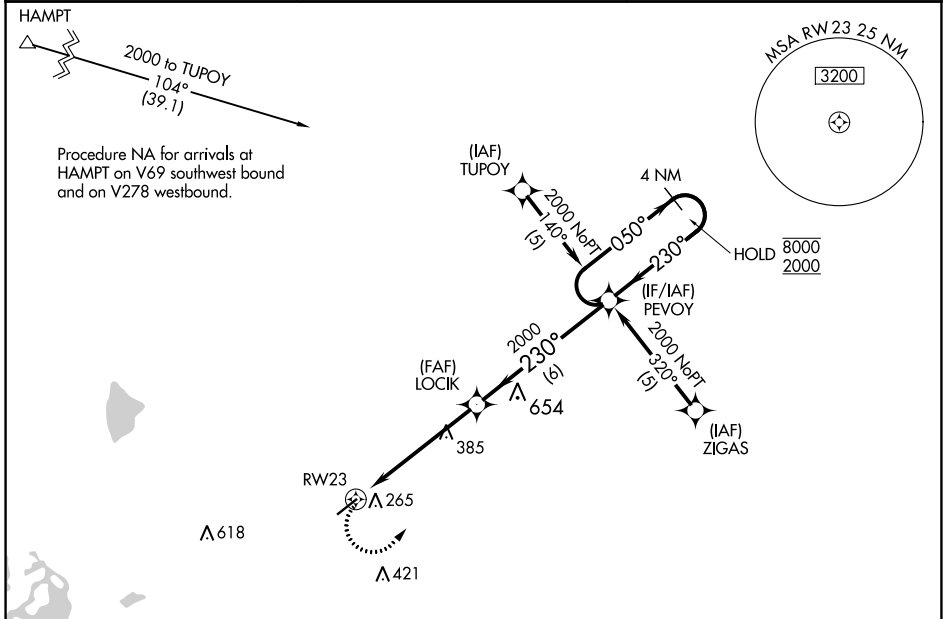 HAMPT
2000 to TUPOY
104°
(39.1)
Procedure NA for arrivals at
HAMPT on V69 southwest bound
and on V278 westbound.
MSA RW23 25 NM
3200
(IAF)
TUPOY
2000 NoPT
140°
(5)
4 NM
050°
230°
HOLD 8000
2000
(IF/IAF)
PEVOY
2000 NoPT
320°
(5)
(IAF)
ZIGAS
2000
230°
(6)
(FAF)
LOCIK
654
385
RW23
265
618
421